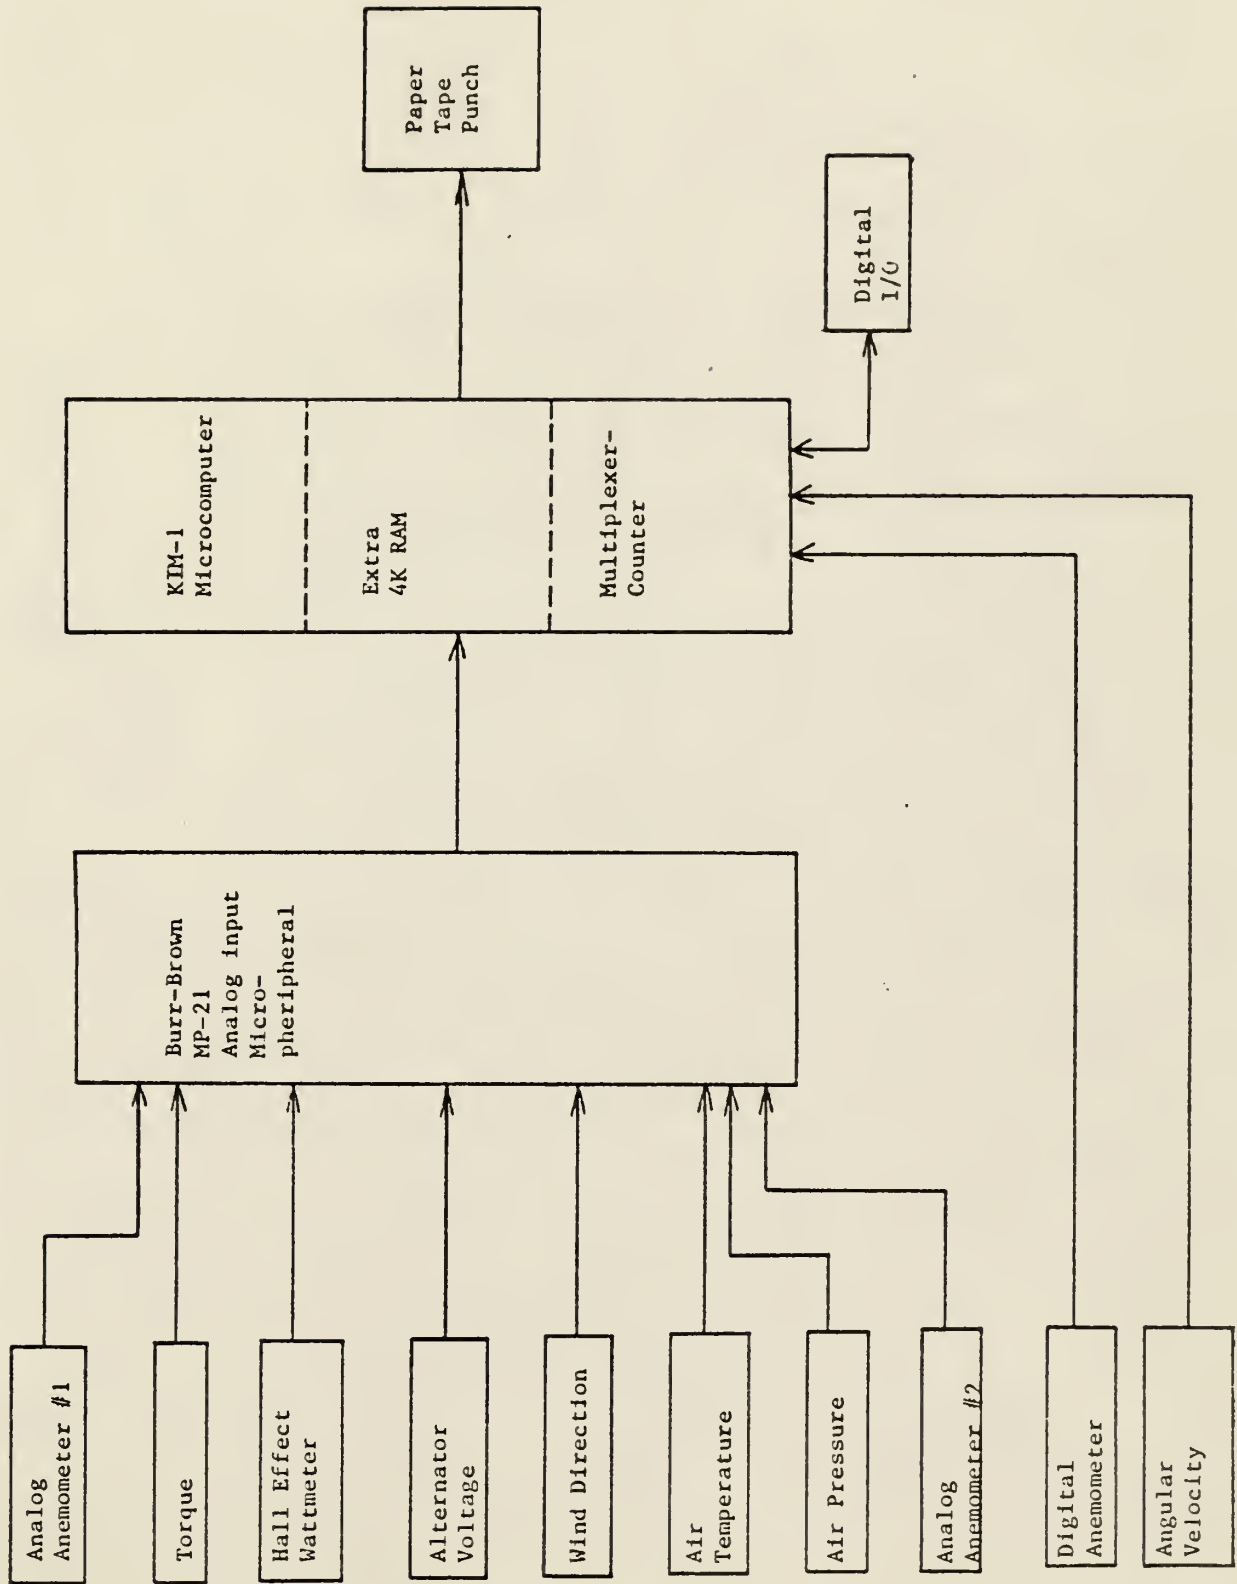 Analog
Anemometer #1
Torque
Hall Effect
Wattmeter
Alternator
Voltage
Wind Direction
Air
Temperature
Air Pressure
Analog
Anemometer #2
Digital
Anemometer
Angular
Velocity
Burr-Brown
MP-21
Analog input
Micro-
pheripheral
KIM-1
Microcomputer
Extra
4K RAM
Multiplexer-
Counter
Paper
Tape
Punch
Digital
I/O